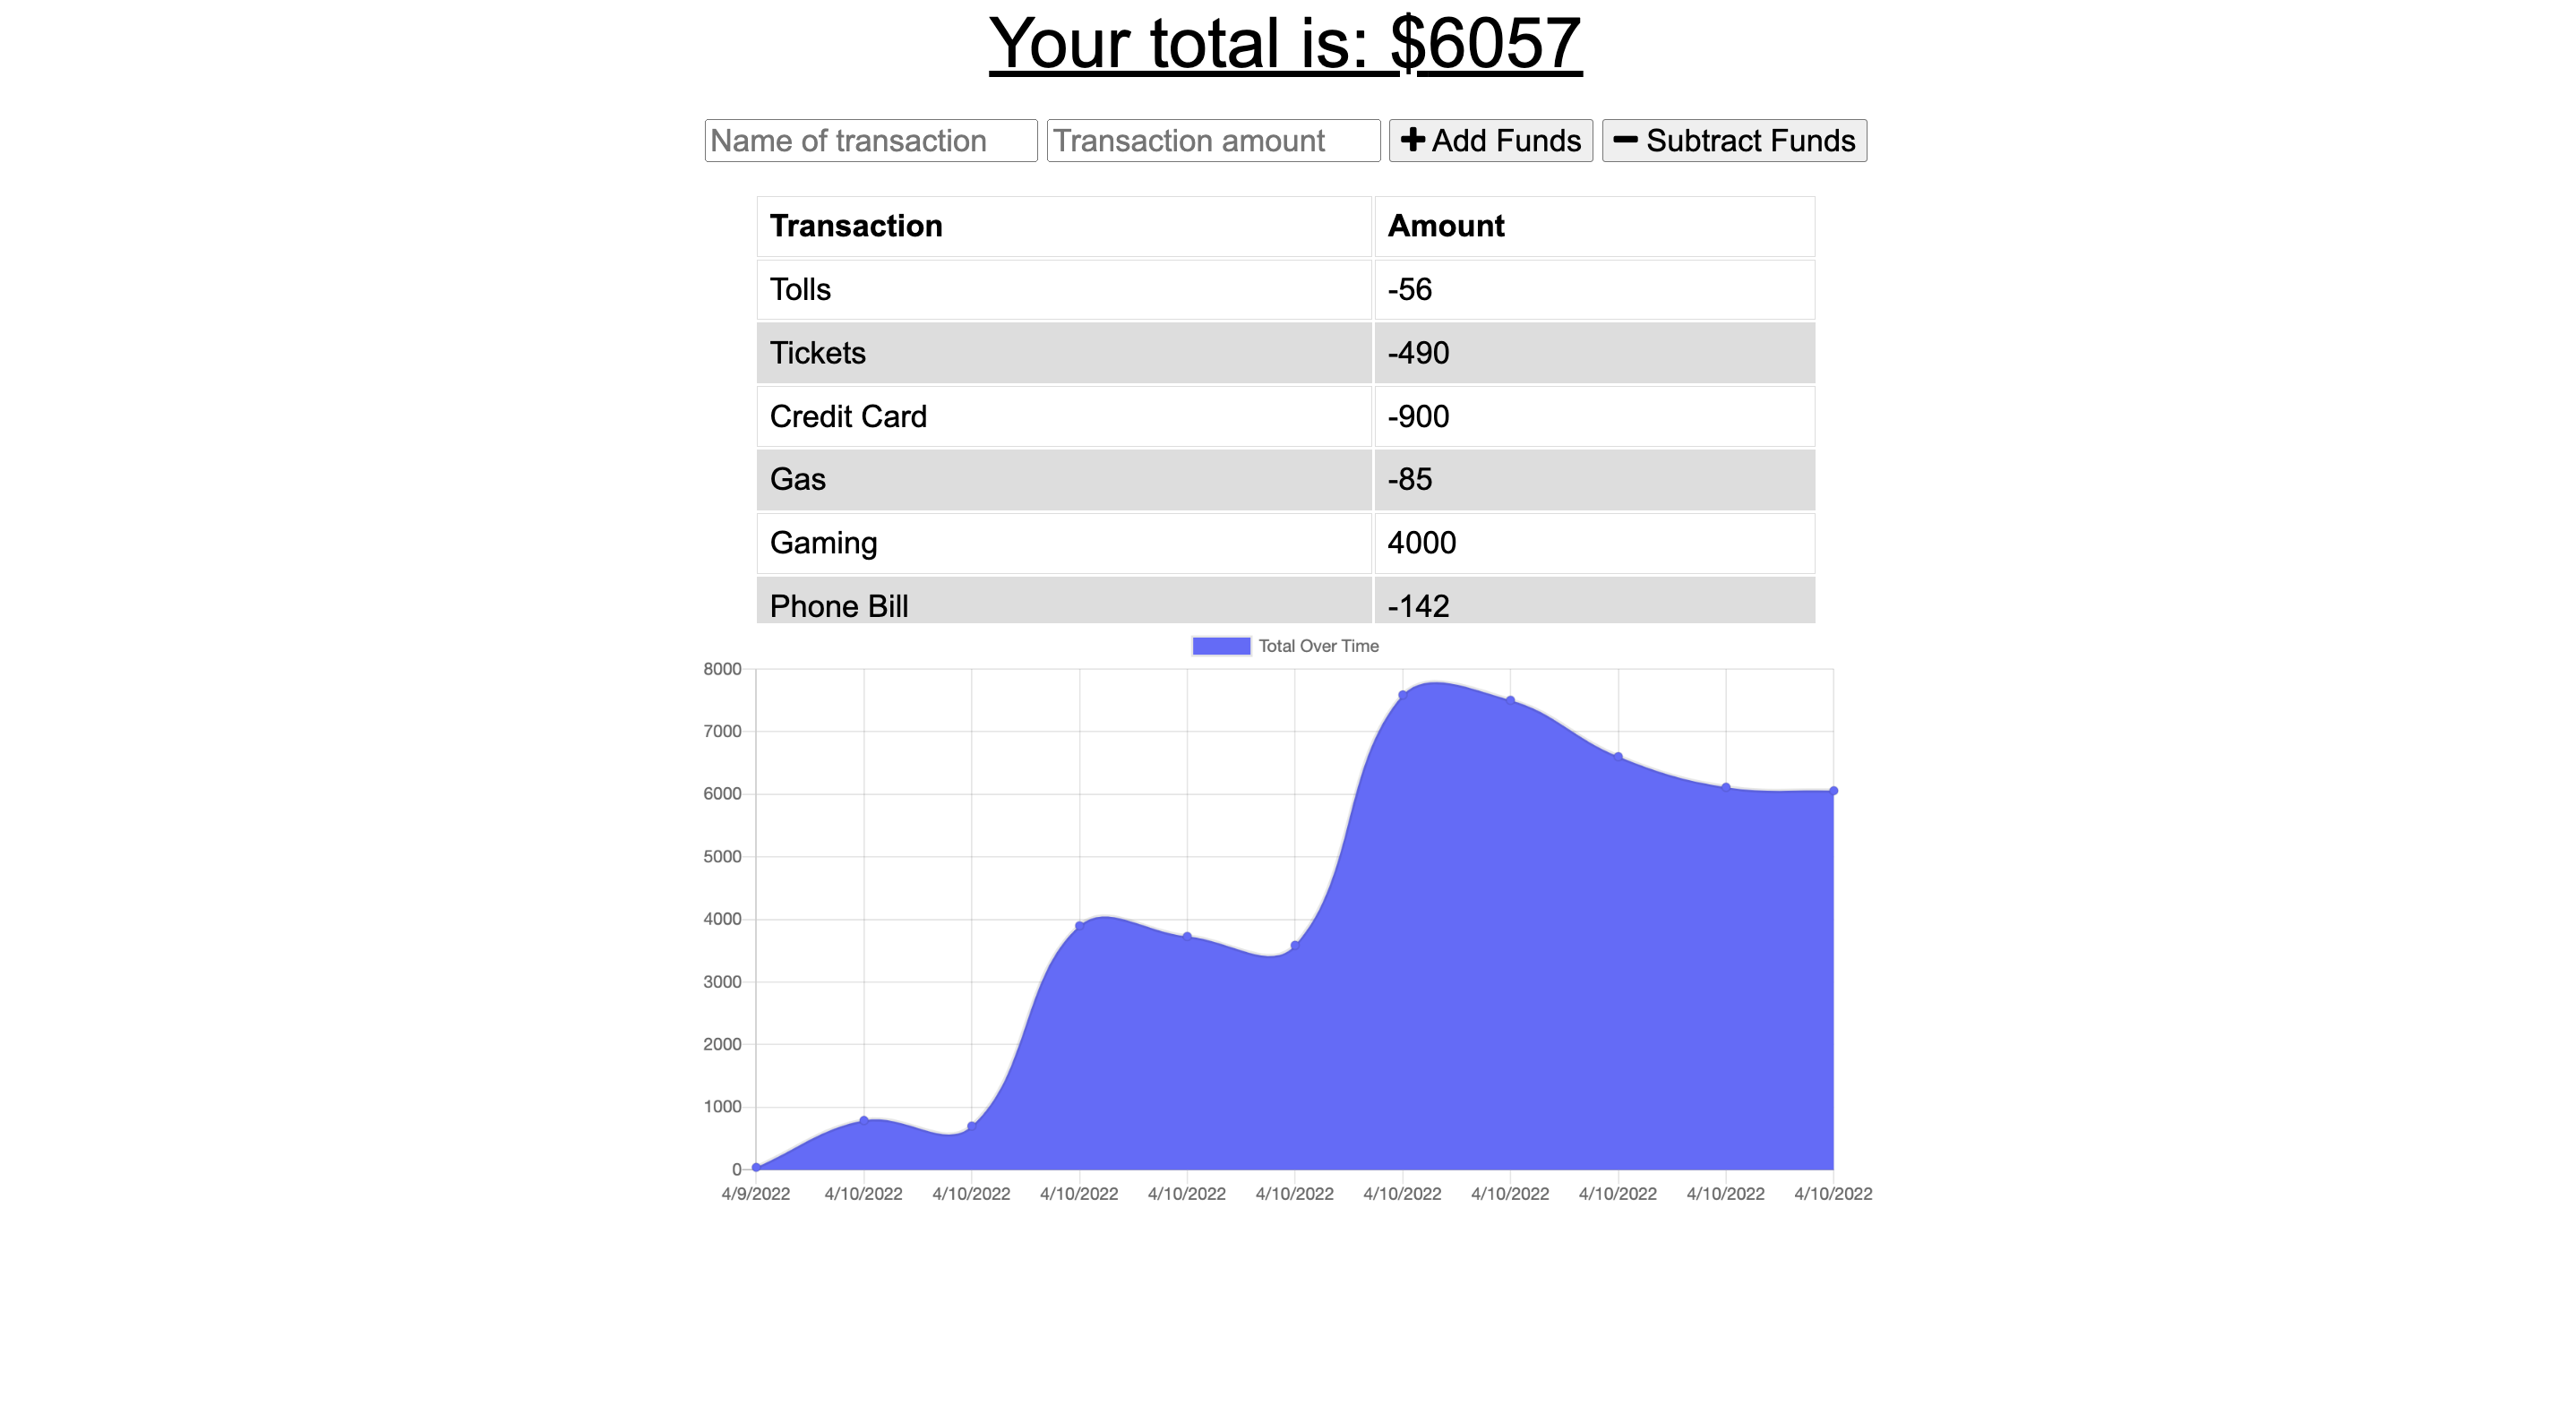 Your total is: $6057
Name of transaction Transaction amount Add Funds Subtract Funds
Transaction Amount
Tolls -56
Tickets -490
Credit Card -900
Gas -85
Gaming 4000
Phone Bill -142
Total Over Time
8000
7000
6000
5000
4000
3000
2000
1000
0
4/9/2022 4/10/2022 4/10/2022 4/10/2022 4/10/2022 4/10/2022 4/10/2022 4/10/2022 4/10/2022 4/10/2022 4/10/2022